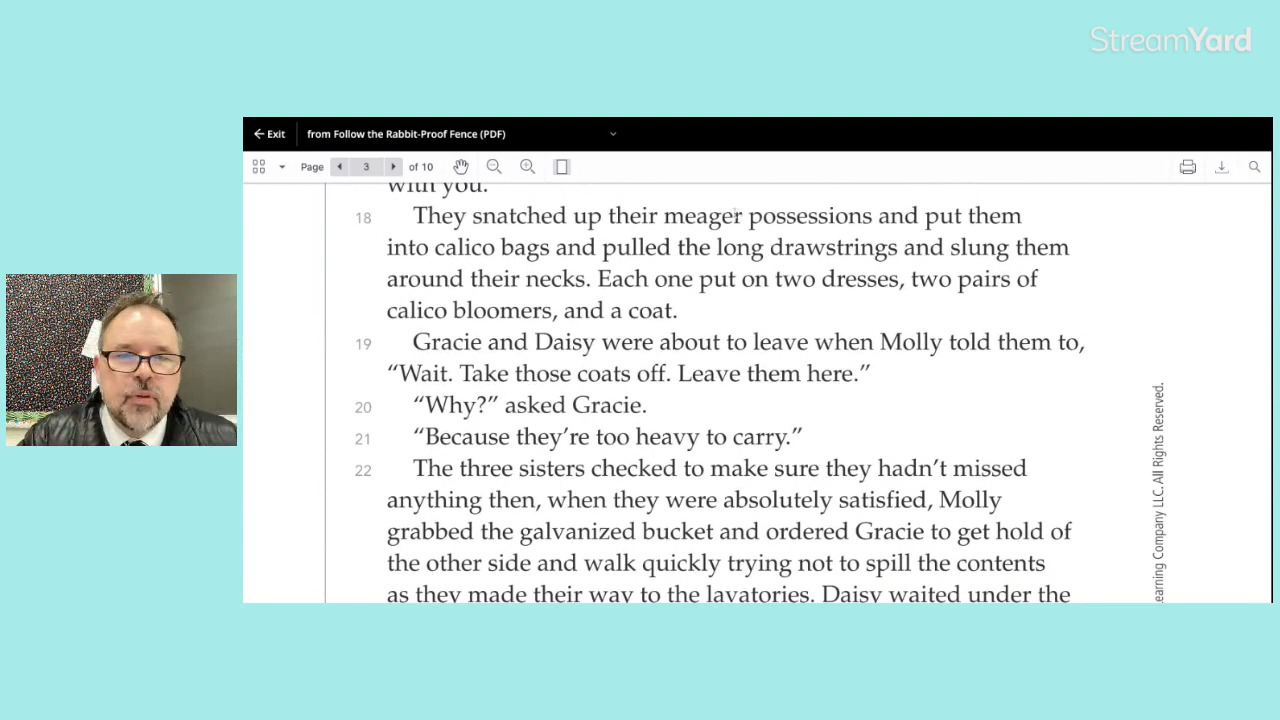 StreamYard
Exit from Follow the Rabbit-Proof Fence (PDF)
Page 3 of 10
with you.
18 They snatched up their meager possessions and put them
into calico bags and pulled the long drawstrings and slung them
around their necks. Each one put on two dresses, two pairs of
calico bloomers, and a coat.
19 Gracie and Daisy were about to leave when Molly told them to,
“Wait. Take those coats off. Leave them here.”
20 “Why?” asked Gracie.
21 “Because they’re too heavy to carry.”
22 The three sisters checked to make sure they hadn’t missed
anything then, when they were absolutely satisfied, Molly
grabbed the galvanized bucket and ordered Gracie to get hold of
the other side and walk quickly trying not to spill the contents
as they made their way to the lavatories. Daisy waited under the
earning Company LLC. All Rights Reserved.